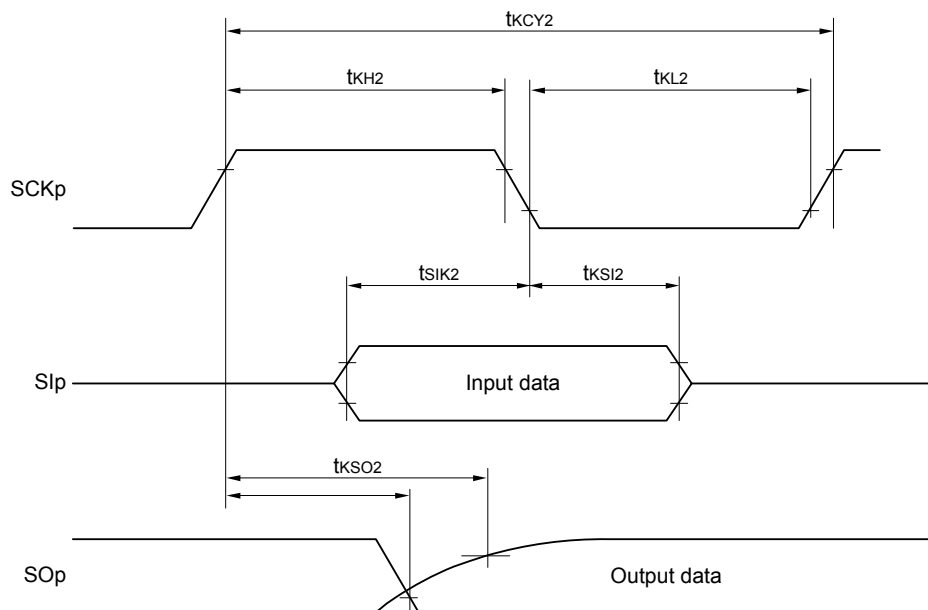 tKCY2
tKH2
tKL2
SCKp
tSIK2
tKSI2
SIp
Input data
tKSO2
SOp
Output data